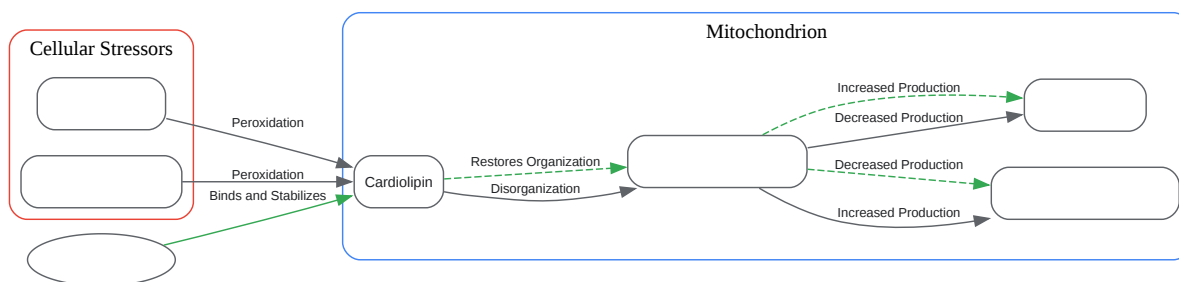 Cellular Stressors
Mitochondrion
Increased Production
Peroxidation
Decreased Production
Restores Organization
Decreased Production
Peroxidation
Cardiolipin
Disorganization
Binds and Stabilizes
Increased Production